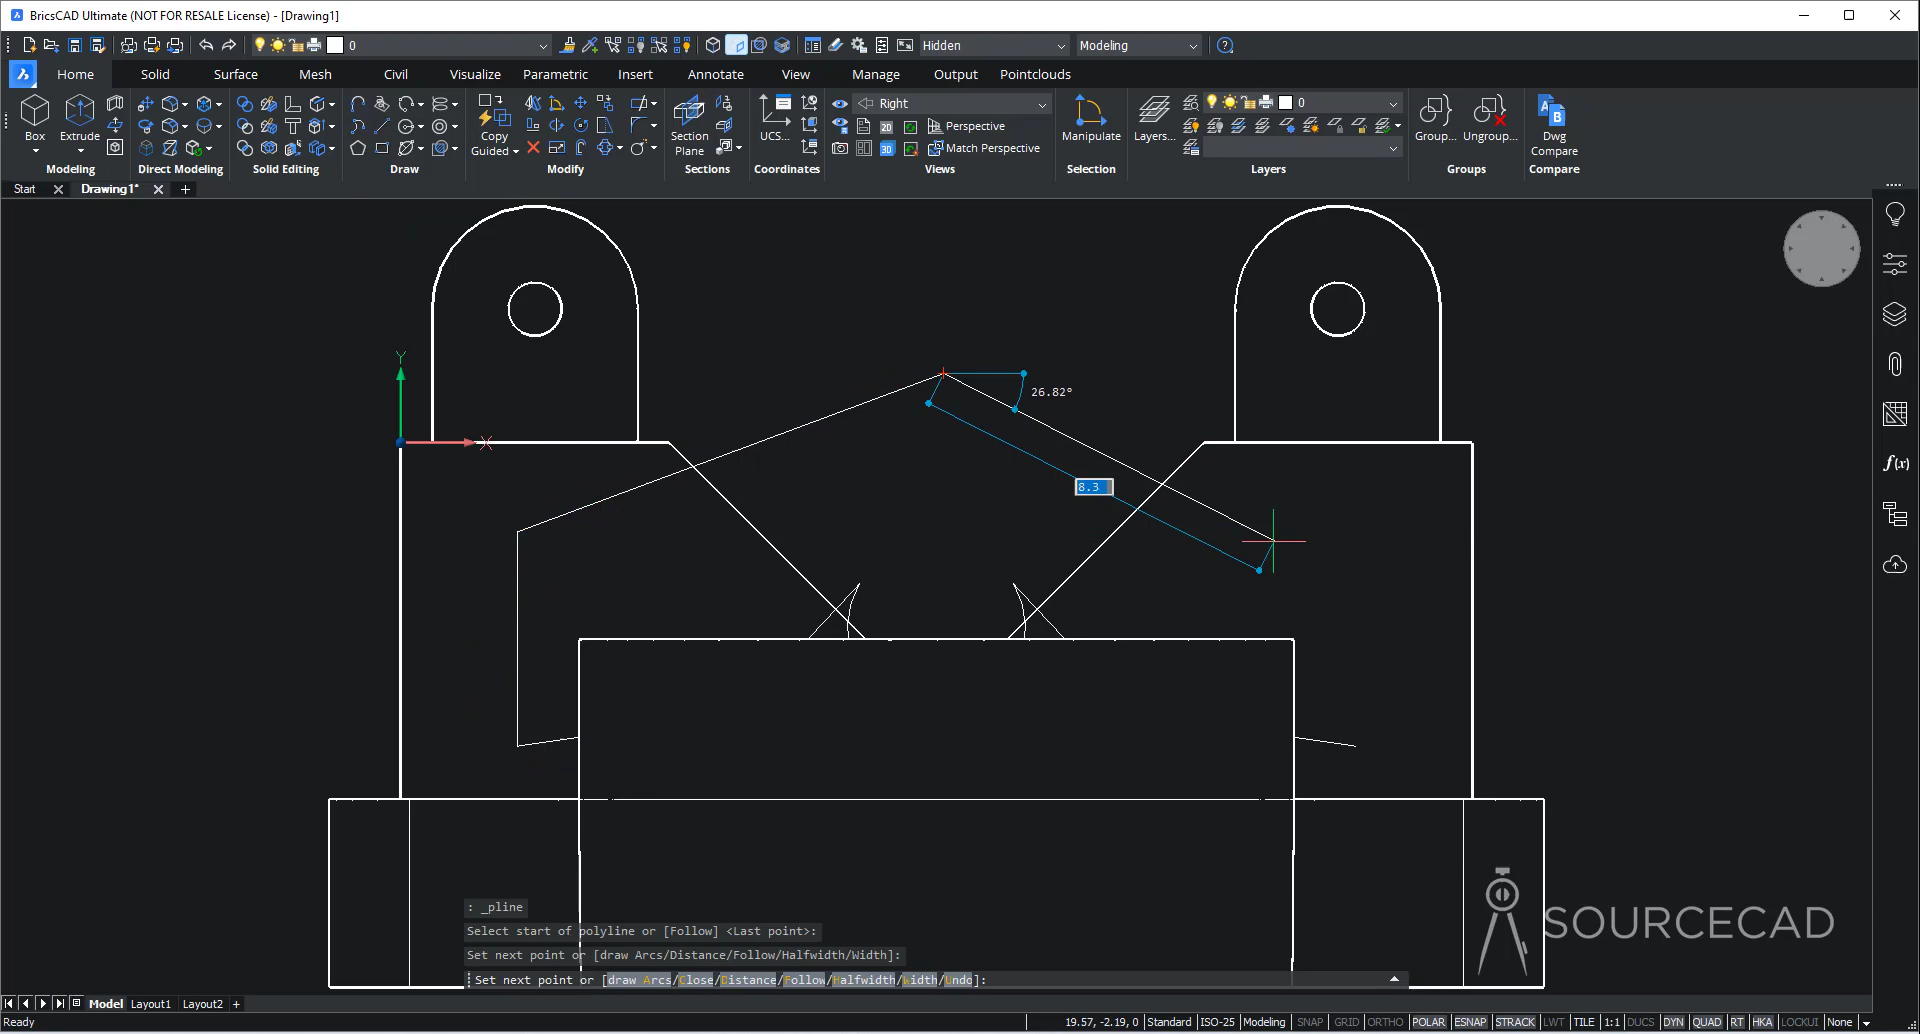 BricsCAD Ultimate (NOT FOR RESALE License) - [Drawing1]
0 Hidden Modeling
Home Solid Surface Mesh Civil Visualize Parametric Insert Annotate View Manage Output Pointclouds
Right 0
2D Perspective
3D Match Perspective
Box Extrude Copy Guided Section Plane UCS... Manipulate Layers... Group... Ungroup... Dwg Compare
Modeling Direct Modeling Solid Editing Draw Modify Sections Coordinates Views Selection Layers Groups Compare
Start Drawing1* +
Y
X
26.82°
8.3
f(x)
: _pline
Select start of polyline or [Follow] <Last point>:
Set next point or [draw Arcs/Distance/Follow/Halfwidth/Width]:
Set next point or [draw Arcs/Close/Distance/Follow/Halfwidth/Width/Undo]:
SOURCECAD
Model Layout1 Layout2 +
Ready 19.57, -2.19, 0 Standard ISO-25 Modeling SNAP GRID ORTHO POLAR ESNAP STRACK LWT TILE 1:1 DUCS DYN QUAD RT HKA LOCKUI None